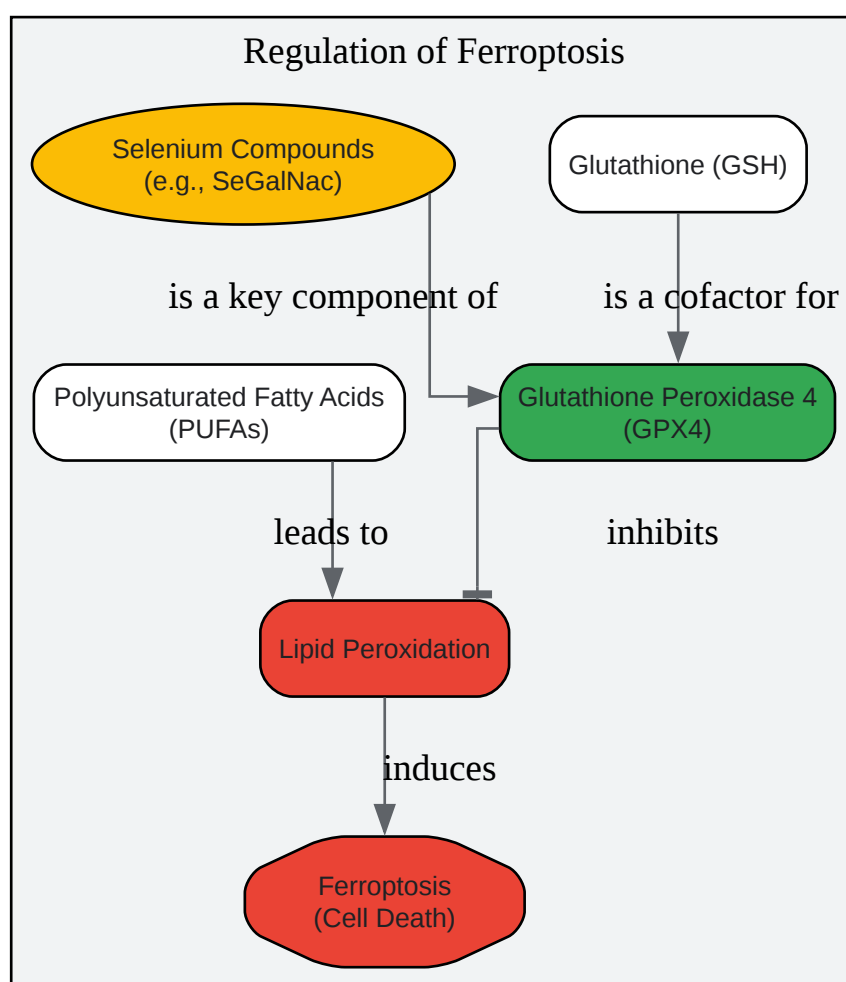 Regulation of Ferroptosis
Selenium Compounds
(e.g., SeGalNac)
Glutathione (GSH)
is a key component of
is a cofactor for
Polyunsaturated Fatty Acids
(PUFAs)
Glutathione Peroxidase 4
(GPX4)
leads to
inhibits
Lipid Peroxidation
induces
Ferroptosis
(Cell Death)